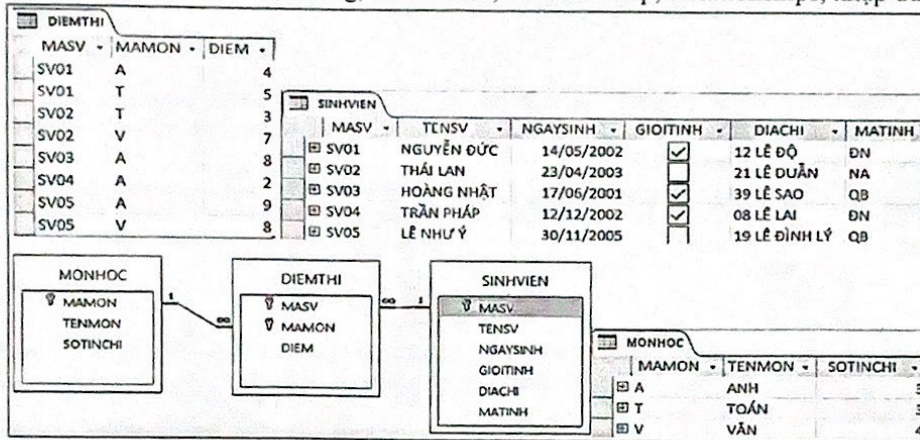 DIEMTHI
MASV MAMON DIEM
SV01 A 4
SV01 T 5
SV02 T 3
SV02 V 7
SV03 A 8
SV04 A 2
SV05 A 9
SV05 V 8
SINHVIEN
MASV TENSV NGAYSINH GIOITINH DIACHI MATINH
SV01 NGUYỄN ĐỨC 14/05/2002 12 LÊ ĐỘ ĐN
SV02 THÁI LAN 23/04/2003 21 LÊ DUẪN NA
SV03 HOÀNG NHẬT 17/06/2001 39 LÊ SAO QB
SV04 TRẦN PHÁP 12/12/2002 08 LÊ LAI ĐN
SV05 LÊ NHƯ Ý 30/11/2005 19 LÊ ĐÌNH LÝ QB
MONHOC
MAMON
TENMON
SOTINCHI
1
∞
DIEMTHI
MASV
MAMON
DIEM
∞
1
SINHVIEN
MASV
TENSV
NGAYSINH
GIOITINH
DIACHI
MATINH
MONHOC
MAMON TENMON SOTINCHI
A ANH
T TOÁN
V VĂN